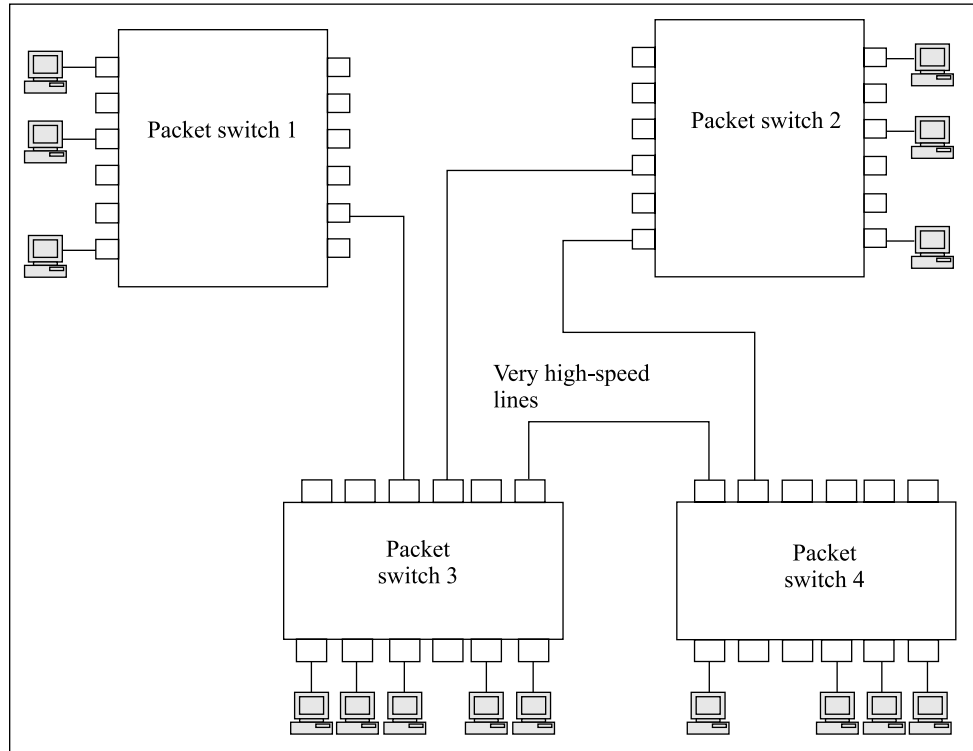 Packet switch 1
Packet switch 2
Very high-speed
lines
Packet
switch 3
Packet
switch 4